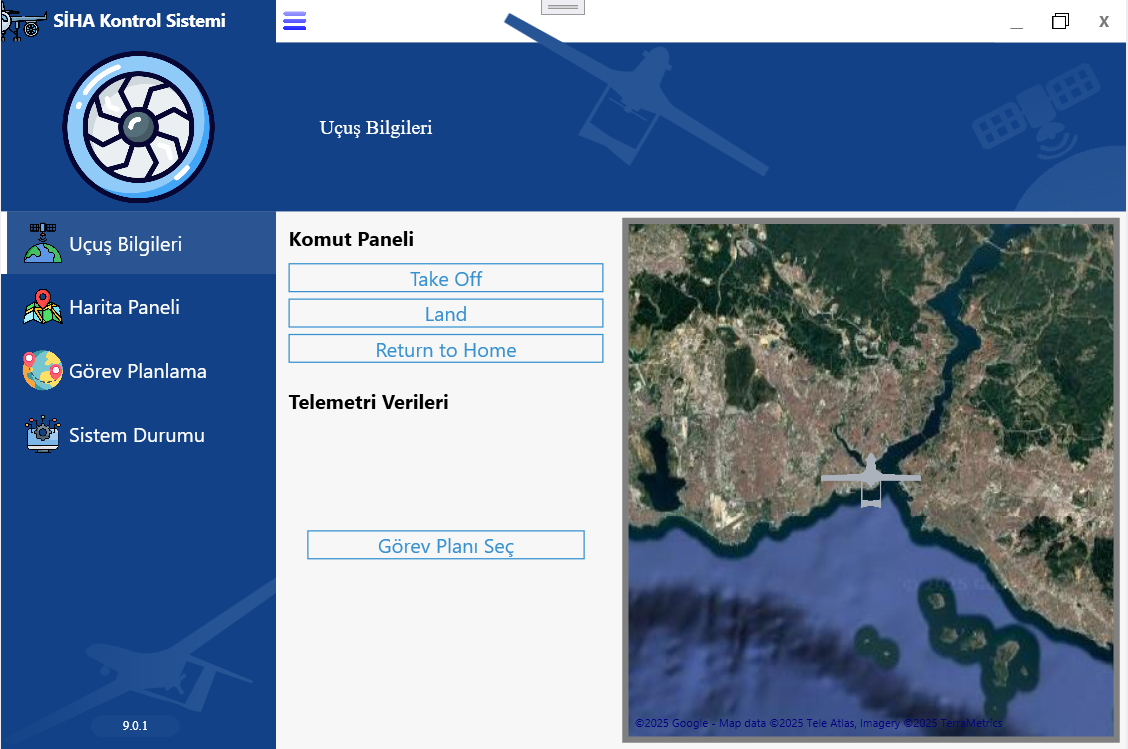 SİHA Kontrol Sistemi
X
Uçuş Bilgileri
Uçuş Bilgileri
Harita Paneli
Görev Planlama
Sistem Durumu
9.0.1
Komut Paneli
Take Off
Land
Return to Home
Telemetri Verileri
Görev Planı Seç
©2025 Google - Map data ©2025 Tele Atlas, Imagery ©2025 TerraMetrics